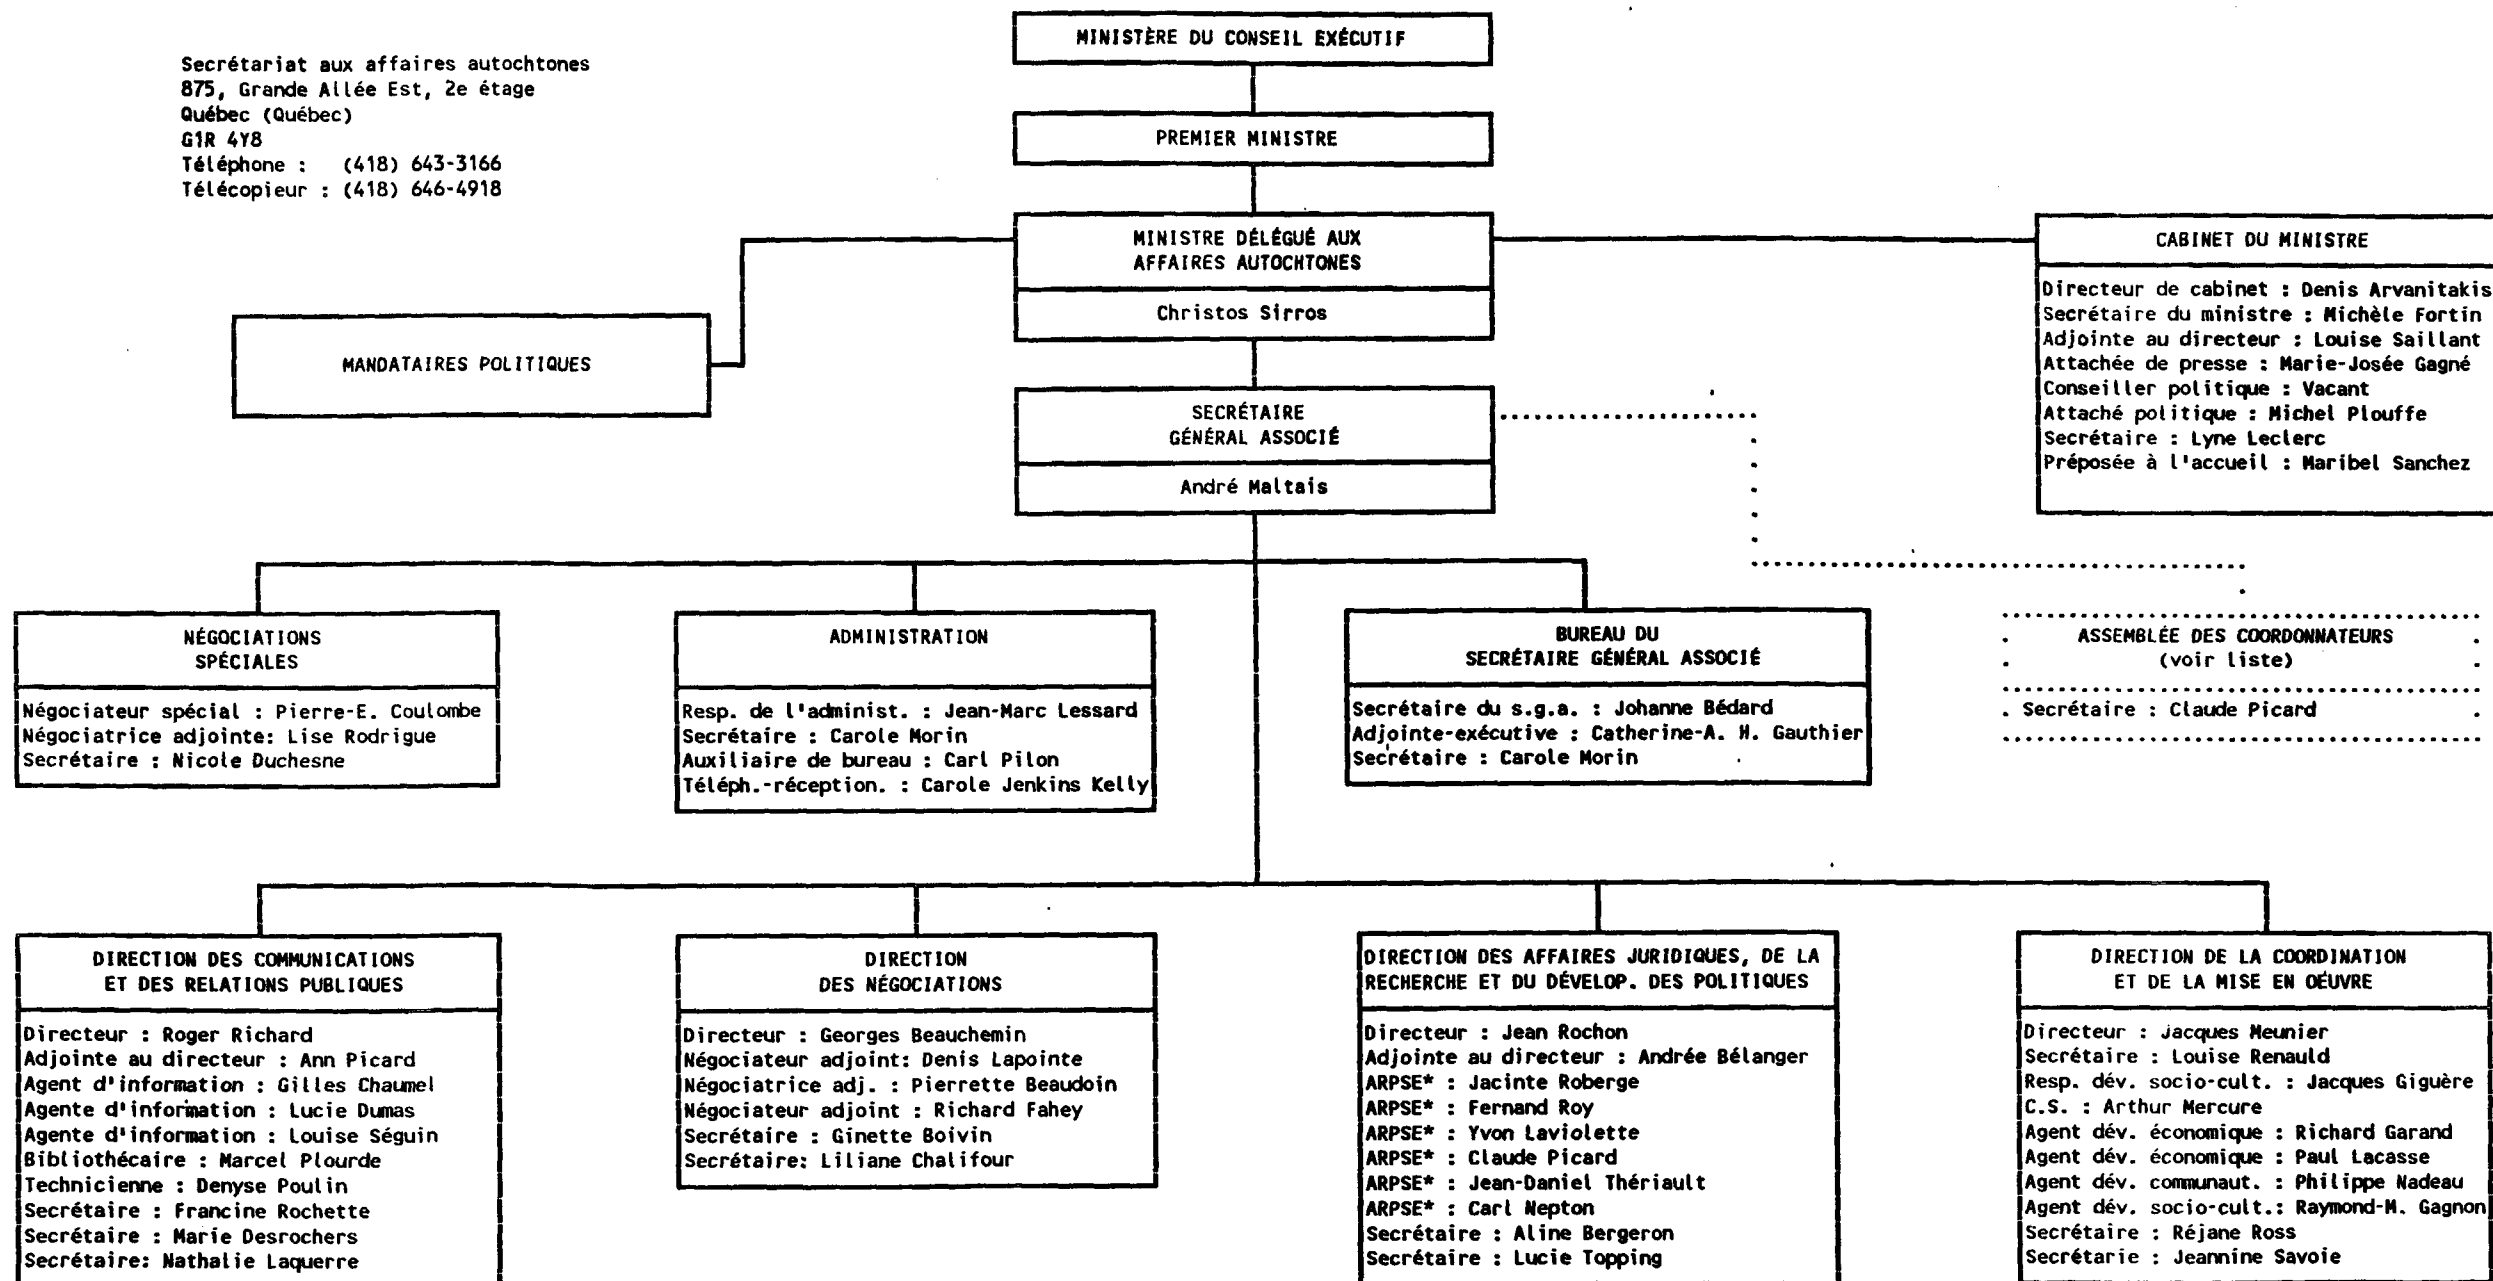 MINISTÈRE DU CONSEIL EXÉCUTIF
Secrétariat aux affaires autochtones
875, Grande Allée Est, 2e étage
Québec (Québec)
G1R 4Y8
Téléphone : (418) 643-3166
Télécopieur : (418) 646-4918
PREMIER MINISTRE
MINISTRE DÉLÉGUÉ AUX
AFFAIRES AUTOCHTONES
Christos Sirros
CABINET DU MINISTRE
Directeur de cabinet : Denis Arvanitakis
Secrétaire du ministre : Michèle Fortin
Adjointe au directeur : Louise Saillant
Attachée de presse : Marie-Josée Gagné
Conseiller politique : Vacant
Attaché politique : Michel Plouffe
Secrétaire : Lyne Leclerc
Préposée à l'accueil : Maribel Sanchez
MANDATAIRES POLITIQUES
SECRÉTAIRE
GÉNÉRAL ASSOCIÉ
André Maltais
NÉGOCIATIONS
SPÉCIALES
Négociateur spécial : Pierre-E. Coulombe
Négociatrice adjointe: Lise Rodrigue
Secrétaire : Nicole Duchesne
ADMINISTRATION
Resp. de l'administ. : Jean-Marc Lessard
Secrétaire : Carole Morin
Auxiliaire de bureau : Carl Pilon
Téléph.-réception. : Carole Jenkins Kelly
BUREAU DU
SECRÉTAIRE GÉNÉRAL ASSOCIÉ
Secrétaire du s.g.a. : Johanne Bédard
Adjointe-exécutive : Catherine-A. H. Gauthier
Secrétaire : Carole Morin
ASSEMBLÉE DES COORDONNATEURS
(voir liste)
Secrétaire : Claude Picard
DIRECTION DES COMMUNICATIONS
ET DES RELATIONS PUBLIQUES
Directeur : Roger Richard
Adjointe au directeur : Ann Picard
Agent d'information : Gilles Chaumel
Agente d'information : Lucie Dumas
Agente d'information : Louise Séguin
Bibliothécaire : Marcel Plourde
Technicienne : Denyse Poulin
Secrétaire : Francine Rochette
Secrétaire : Marie Desrochers
Secrétaire: Nathalie Laquerre
DIRECTION
DES NÉGOCIATIONS
Directeur : Georges Beauchemin
Négociateur adjoint: Denis Lapointe
Négociatrice adj. : Pierrette Beaudoin
Négociateur adjoint : Richard Fahey
Secrétaire : Ginette Boivin
Secrétaire: Liliane Chalifour
DIRECTION DES AFFAIRES JURIDIQUES, DE LA
RECHERCHE ET DU DÉVELOP. DES POLITIQUES
Directeur : Jean Rochon
Adjointe au directeur : Andrée Bélanger
ARPSE* : Jacinte Roberge
ARPSE* : Fernand Roy
ARPSE* : Yvon Laviolette
ARPSE* : Claude Picard
ARPSE* : Jean-Daniel Thériault
ARPSE* : Carl Nepton
Secrétaire : Aline Bergeron
Secrétaire : Lucie Topping
DIRECTION DE LA COORDINATION
ET DE LA MISE EN OEUVRE
Directeur : Jacques Meunier
Secrétaire : Louise Renauld
Resp. dév. socio-cult. : Jacques Giguère
C.S. : Arthur Mercure
Agent dév. économique : Richard Garand
Agent dév. économique : Paul Lacasse
Agent dév. communaut. : Philippe Nadeau
Agent dév. socio-cult.: Raymond-M. Gagnon
Secrétaire : Réjane Ross
Secrétarie : Jeannine Savoie